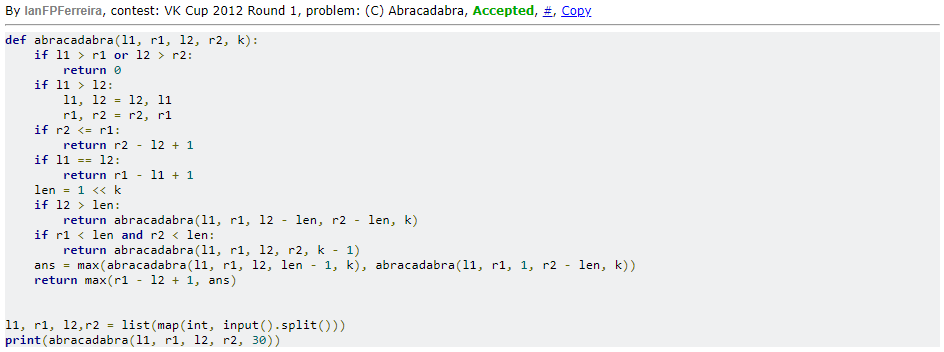 By IanFPFerreira, contest: VK Cup 2012 Round 1, problem: (C) Abracadabra, Accepted, #, Copy
def abracadabra(l1, r1, l2, r2, k):
    if l1 > r1 or l2 > r2:
        return 0
    if l1 > l2:
        l1, l2 = l2, l1
        r1, r2 = r2, r1
    if r2 <= r1:
        return r2 - l2 + 1
    if l1 == l2:
        return r1 - l1 + 1
    len = 1 << k
    if l2 > len:
        return abracadabra(l1, r1, l2 - len, r2 - len, k)
    if r1 < len and r2 < len:
        return abracadabra(l1, r1, l2, r2, k - 1)
    ans = max(abracadabra(l1, r1, l2, len - 1, k), abracadabra(l1, r1, 1, r2 - len, k))
    return max(r1 - l2 + 1, ans)
l1, r1, l2,r2 = list(map(int, input().split()))
print(abracadabra(l1, r1, l2, r2, 30))